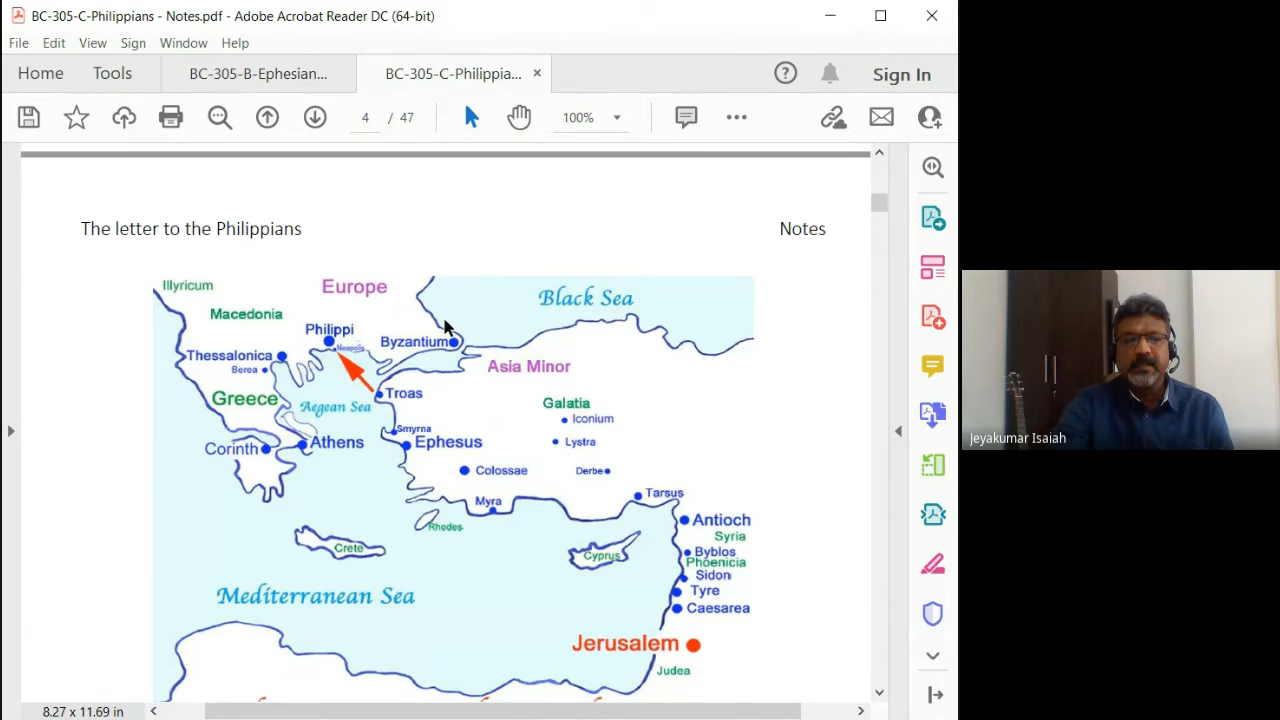 BC-305-C-Philippians - Notes.pdf - Adobe Acrobat Reader DC (64-bit)
File Edit View Sign Window Help
Home Tools BC-305-B-Ephesian... BC-305-C-Philippia... Sign In
4 / 47 100%
The letter to the Philippians Notes
Illyricum Europe Black Sea
Macedonia
Philippi
Neapolis Byzantium
Thessalonica
Berea Asia Minor
Greece Aegean Sea Troas Galatia
Iconium
Smyrna
Corinth Athens Ephesus Lystra
Colossae Derbe
Myra Tarsus
Rhodes Antioch
Syria
Crete Cyprus Byblos
Phoenicia
Sidon
Mediterranean Sea Tyre
Caesarea
Jerusalem
Judea
8.27 x 11.69 in
Jeyakumar Isaiah